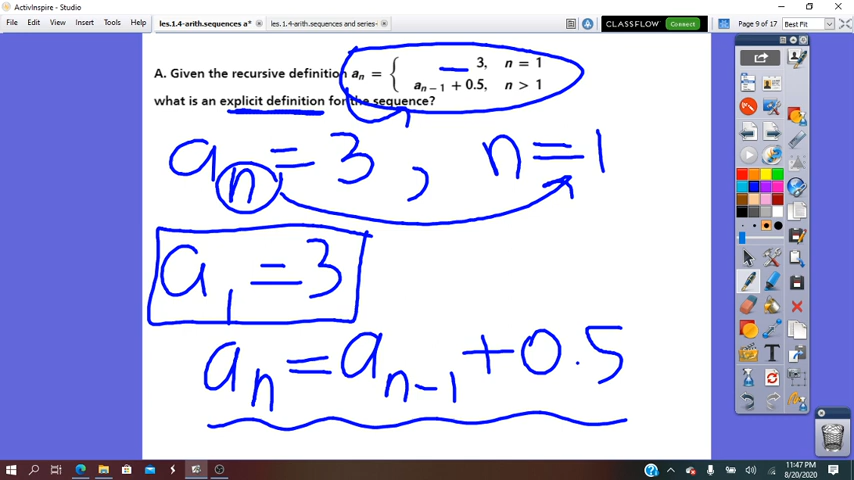 ActivInspire - Studio
File Edit View Insert Tools Help
les.1.4-arith.sequences a*
les.1.4-arith.sequences and series-
CLASSFLOW
Connect
Page 9 of 17
Best Fit
A. Given the recursive definition aₙ = { 3, n = 1
aₙ₋₁ + 0.5, n > 1
what is an explicit definition for the sequence?
aₙ = 3, n = 1
a₁ = 3
aₙ = aₙ₋₁ + 0.5
11:47 PM
8/20/2020